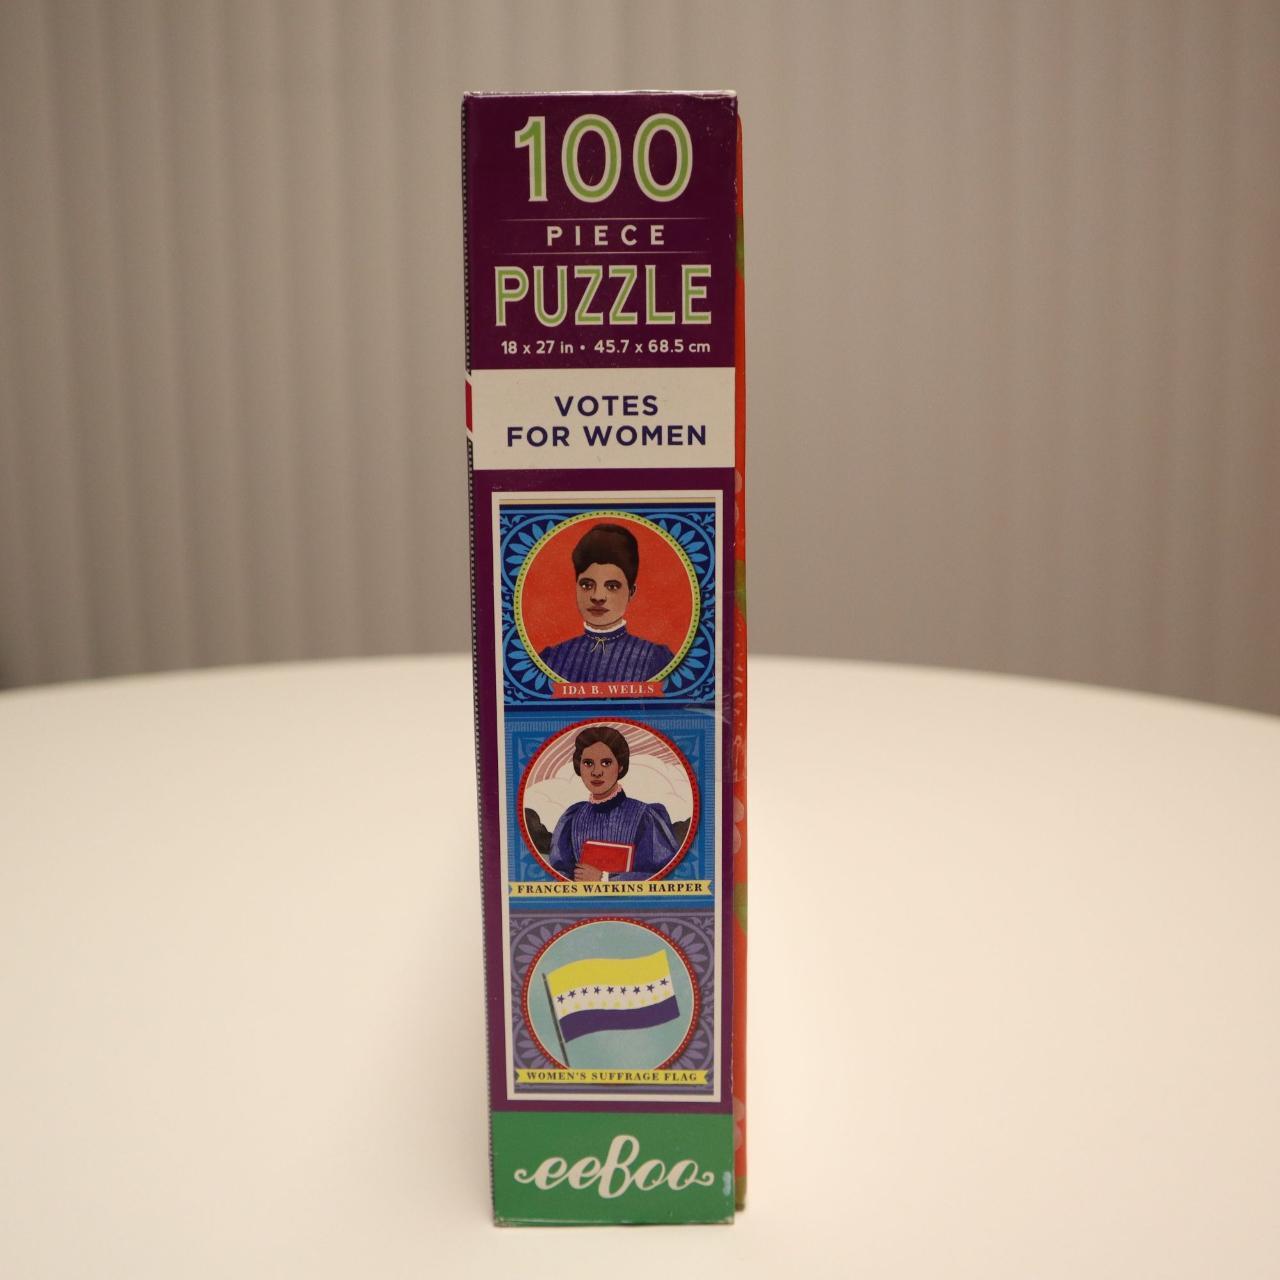 100
PIECE
PUZZLE
18 x 27 in • 45.7 x 68.5 cm
VOTES
FOR WOMEN
IDA B. WELLS
FRANCES WATKINS HARPER
WOMEN'S SUFFRAGE FLAG
eeBoo